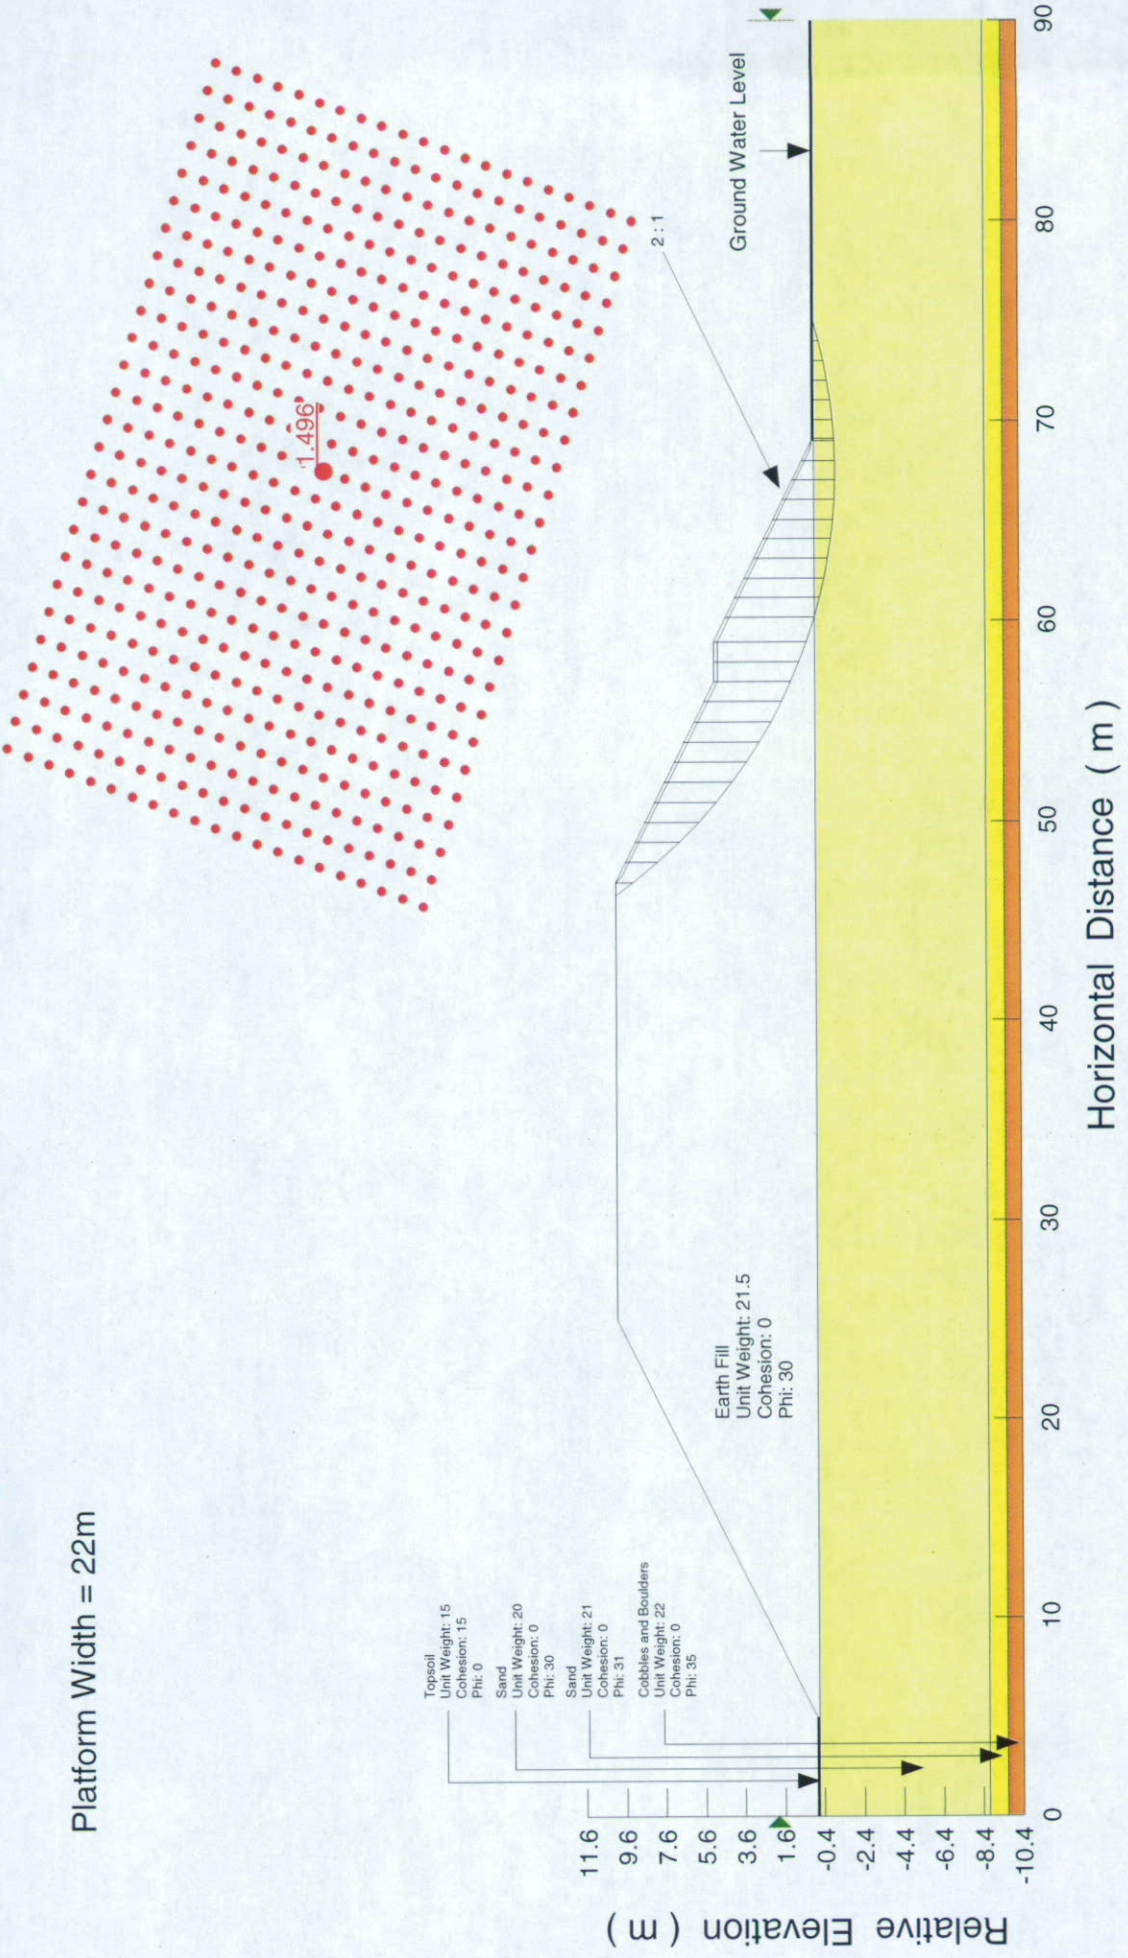 Platform Width = 22m
1.496
2 : 1
Ground Water Level
Topsoil
Unit Weight: 15
Cohesion: 15
Phi: 0
Sand
Unit Weight: 20
Cohesion: 0
Phi: 30
Sand
Unit Weight: 21
Cohesion: 0
Phi: 31
Cobbles and Boulders
Unit Weight: 22
Cohesion: 0
Phi: 35
Earth Fill
Unit Weight: 21.5
Cohesion: 0
Phi: 30
Relative Elevation ( m )
11.6
9.6
7.6
5.6
3.6
1.6
-0.4
-2.4
-4.4
-6.4
-8.4
-10.4
0
10
20
30
40
50
60
70
80
90
Horizontal Distance ( m )